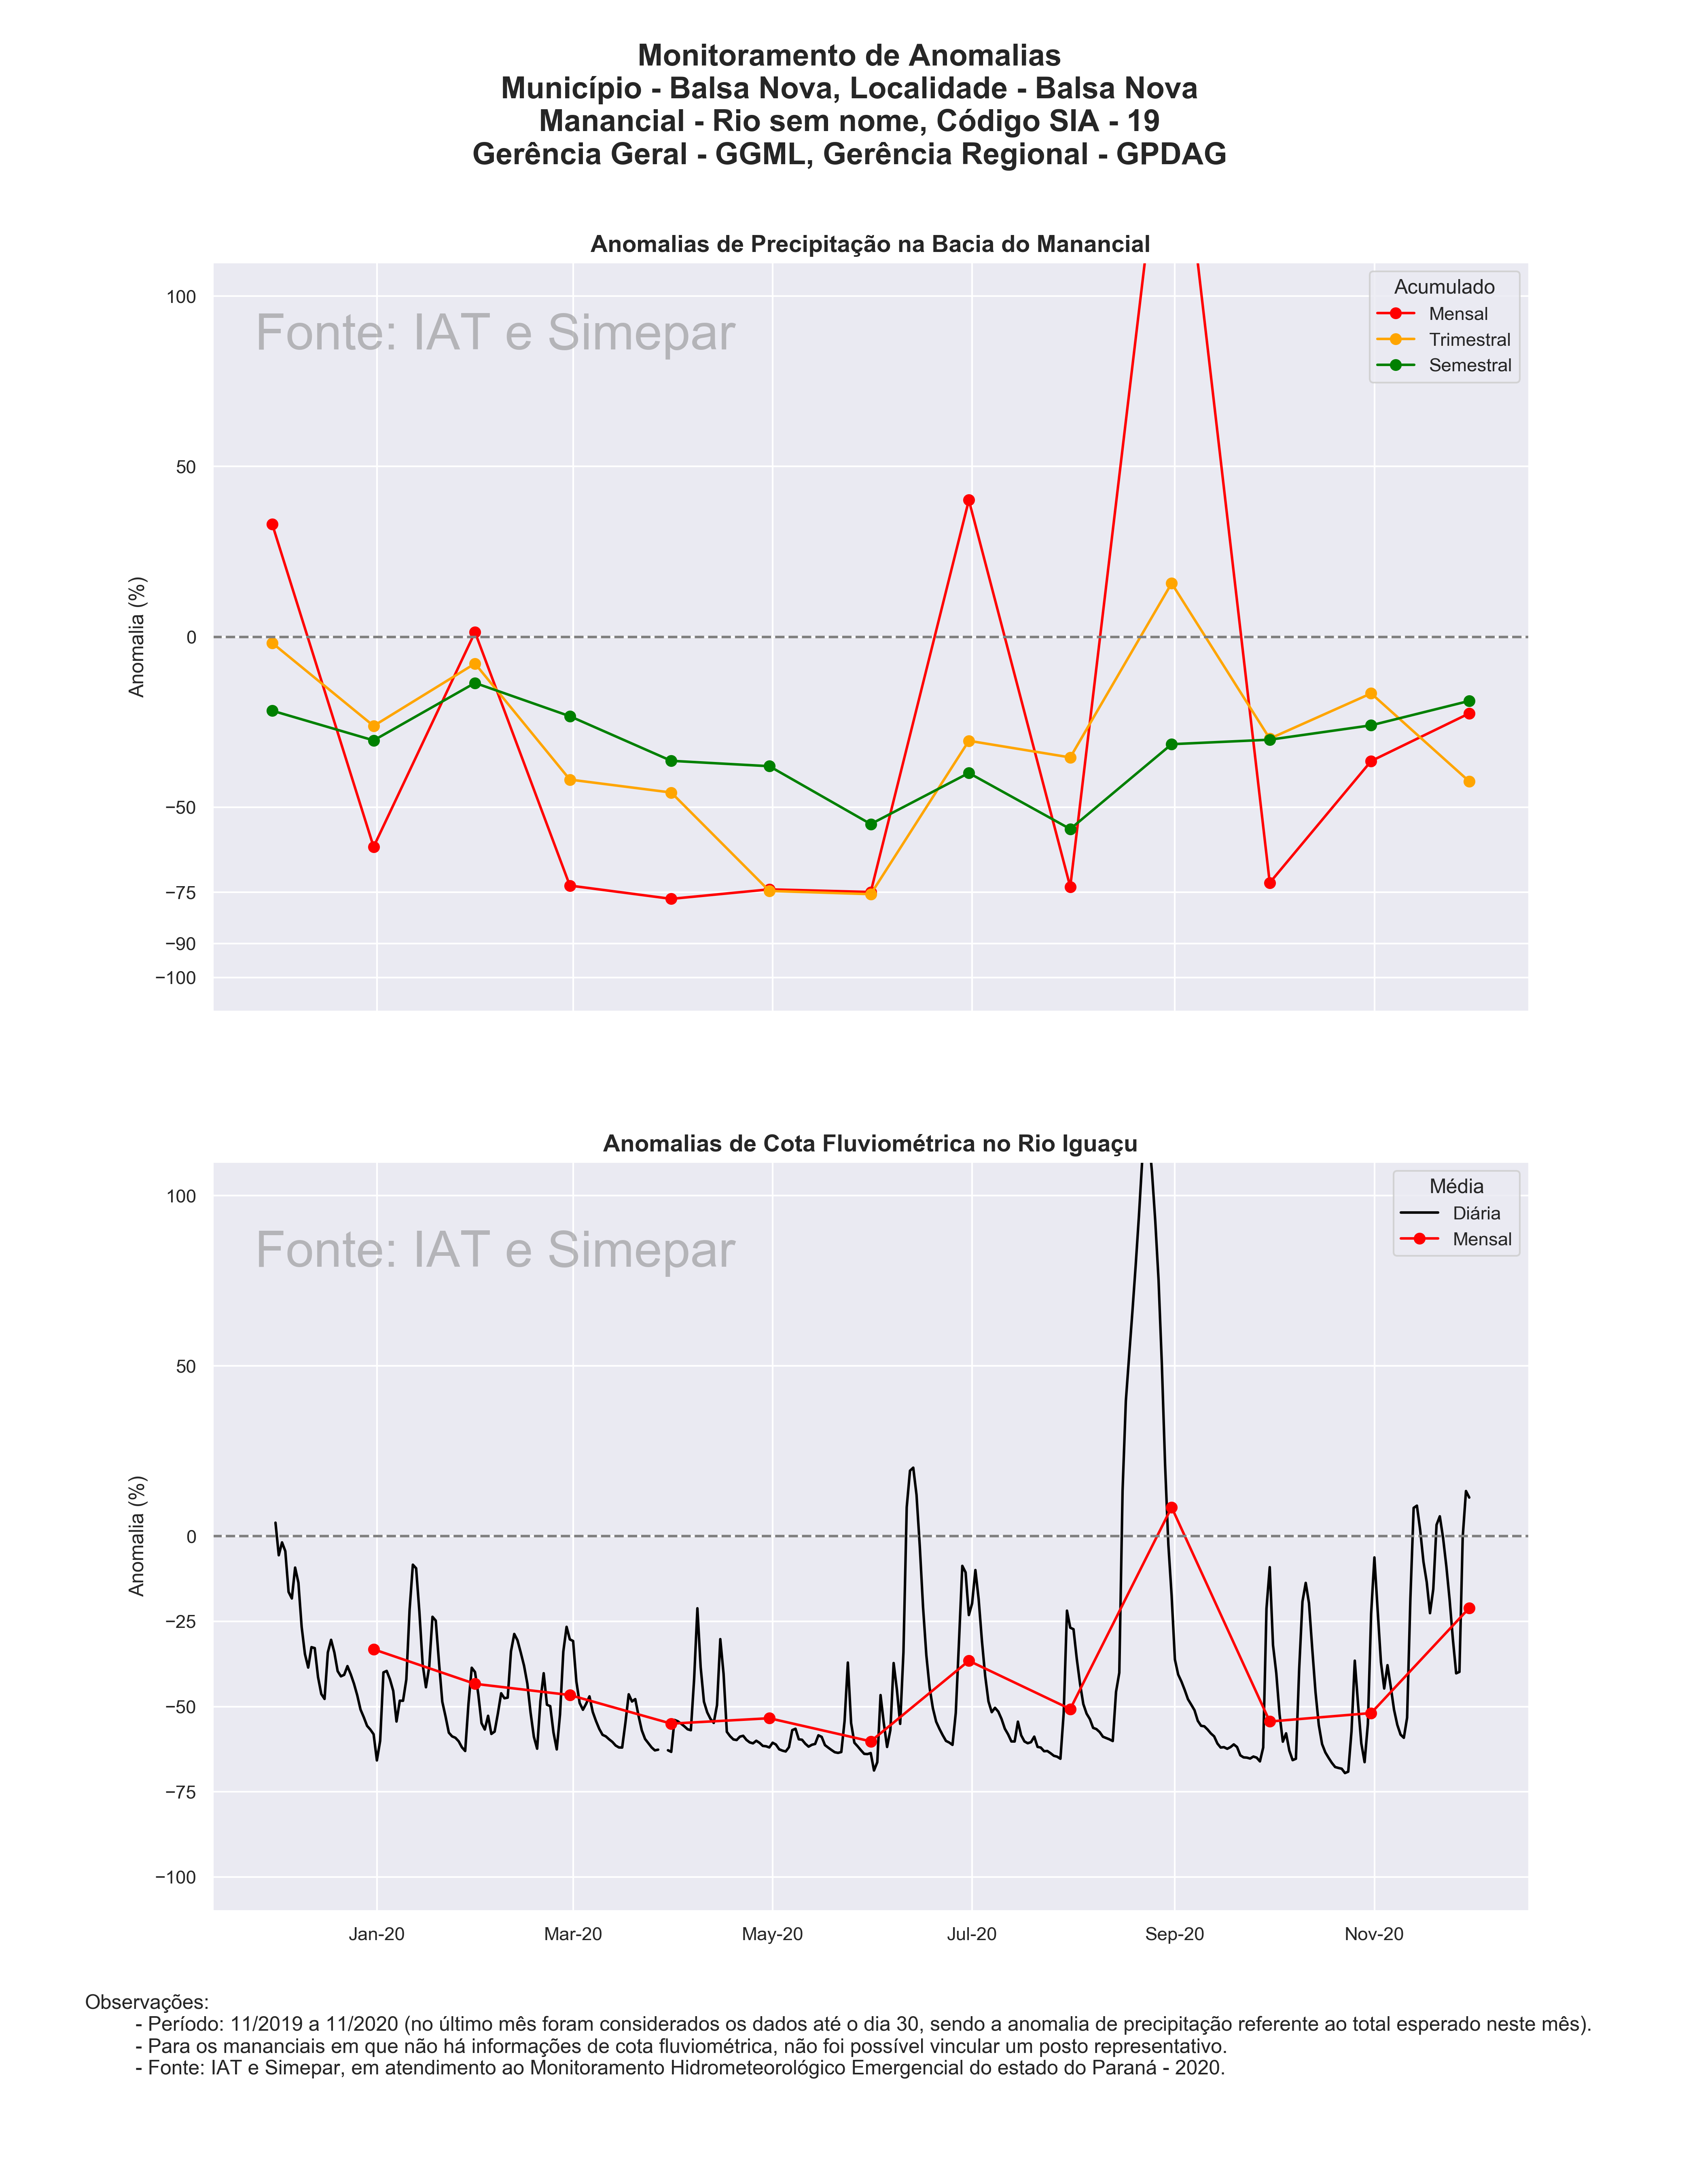 Monitoramento de Anomalias
Município - Balsa Nova, Localidade - Balsa Nova
Manancial - Rio sem nome, Código SIA - 19
Gerência Geral - GGML, Gerência Regional - GPDAG
Anomalias de Precipitação na Bacia do Manancial
Fonte: IAT e Simepar
Acumulado
Mensal
Trimestral
Semestral
Anomalia (%)
100
50
0
−50
−75
−90
−100
Anomalias de Cota Fluviométrica no Rio Iguaçu
Fonte: IAT e Simepar
Média
Diária
Mensal
Anomalia (%)
100
50
0
−25
−50
−75
−100
Jan-20 Mar-20 May-20 Jul-20 Sep-20 Nov-20
Observações:
- Período: 11/2019 a 11/2020 (no último mês foram considerados os dados até o dia 30, sendo a anomalia de precipitação referente ao total esperado neste mês).
- Para os mananciais em que não há informações de cota fluviométrica, não foi possível vincular um posto representativo.
- Fonte: IAT e Simepar, em atendimento ao Monitoramento Hidrometeorológico Emergencial do estado do Paraná - 2020.